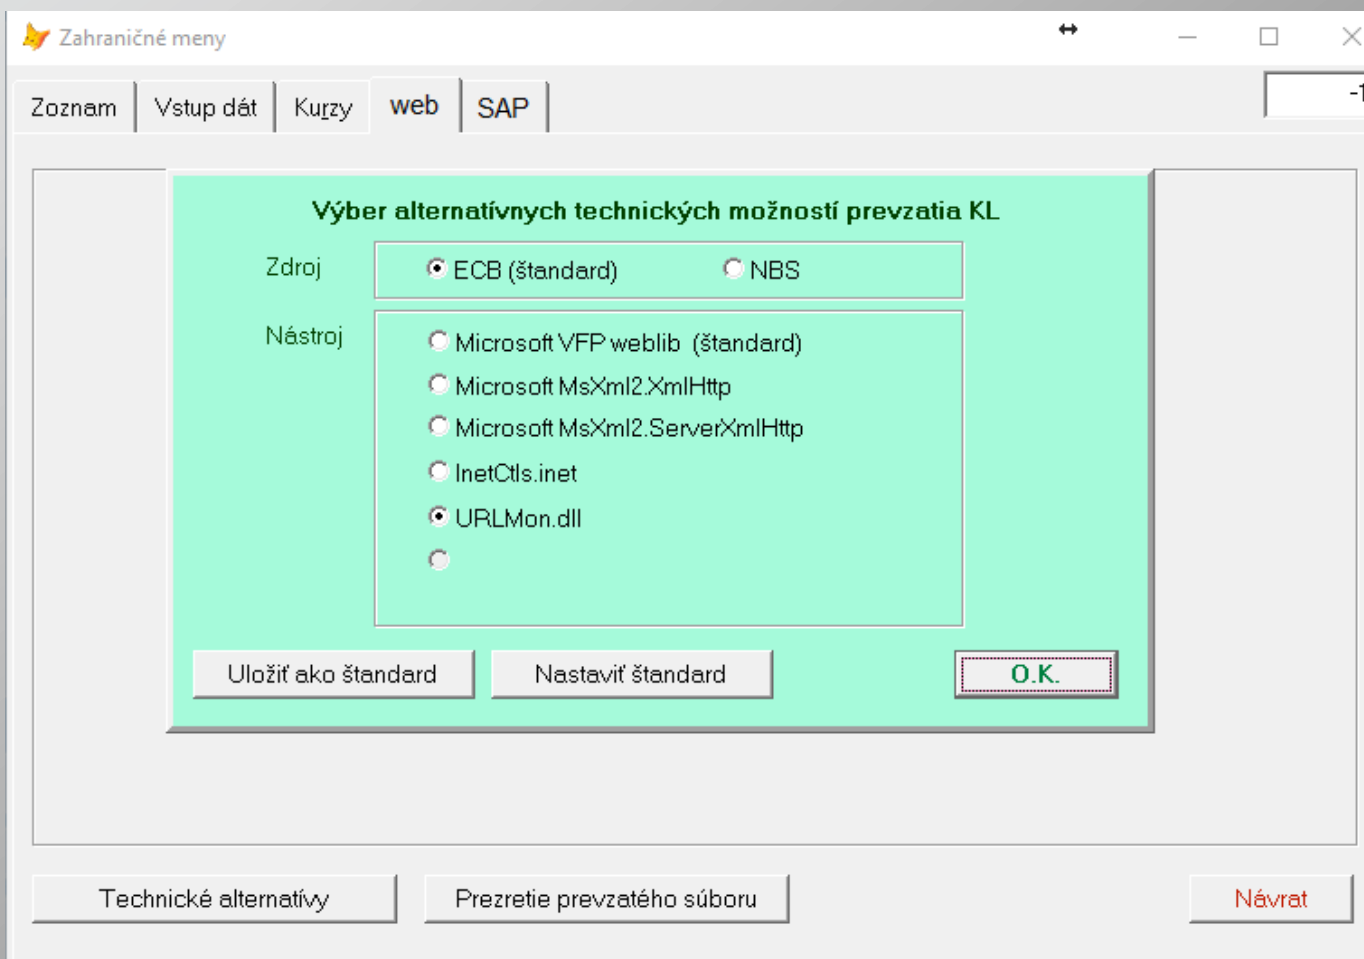 Zahraničné meny
Zoznam Vstup dát Kurzy web SAP
-1
Výber alternatívnych technických možností prevzatia KL
Zdroj ECB (štandard) NBS
Nástroj Microsoft VFP weblib (štandard)
Microsoft MsXml2.XmlHttp
Microsoft MsXml2.ServerXmlHttp
InetCtls.inet
URLMon.dll
Uložiť ako štandard Nastaviť štandard O.K.
Technické alternatívy Prezretie prevzatého súboru Návrat